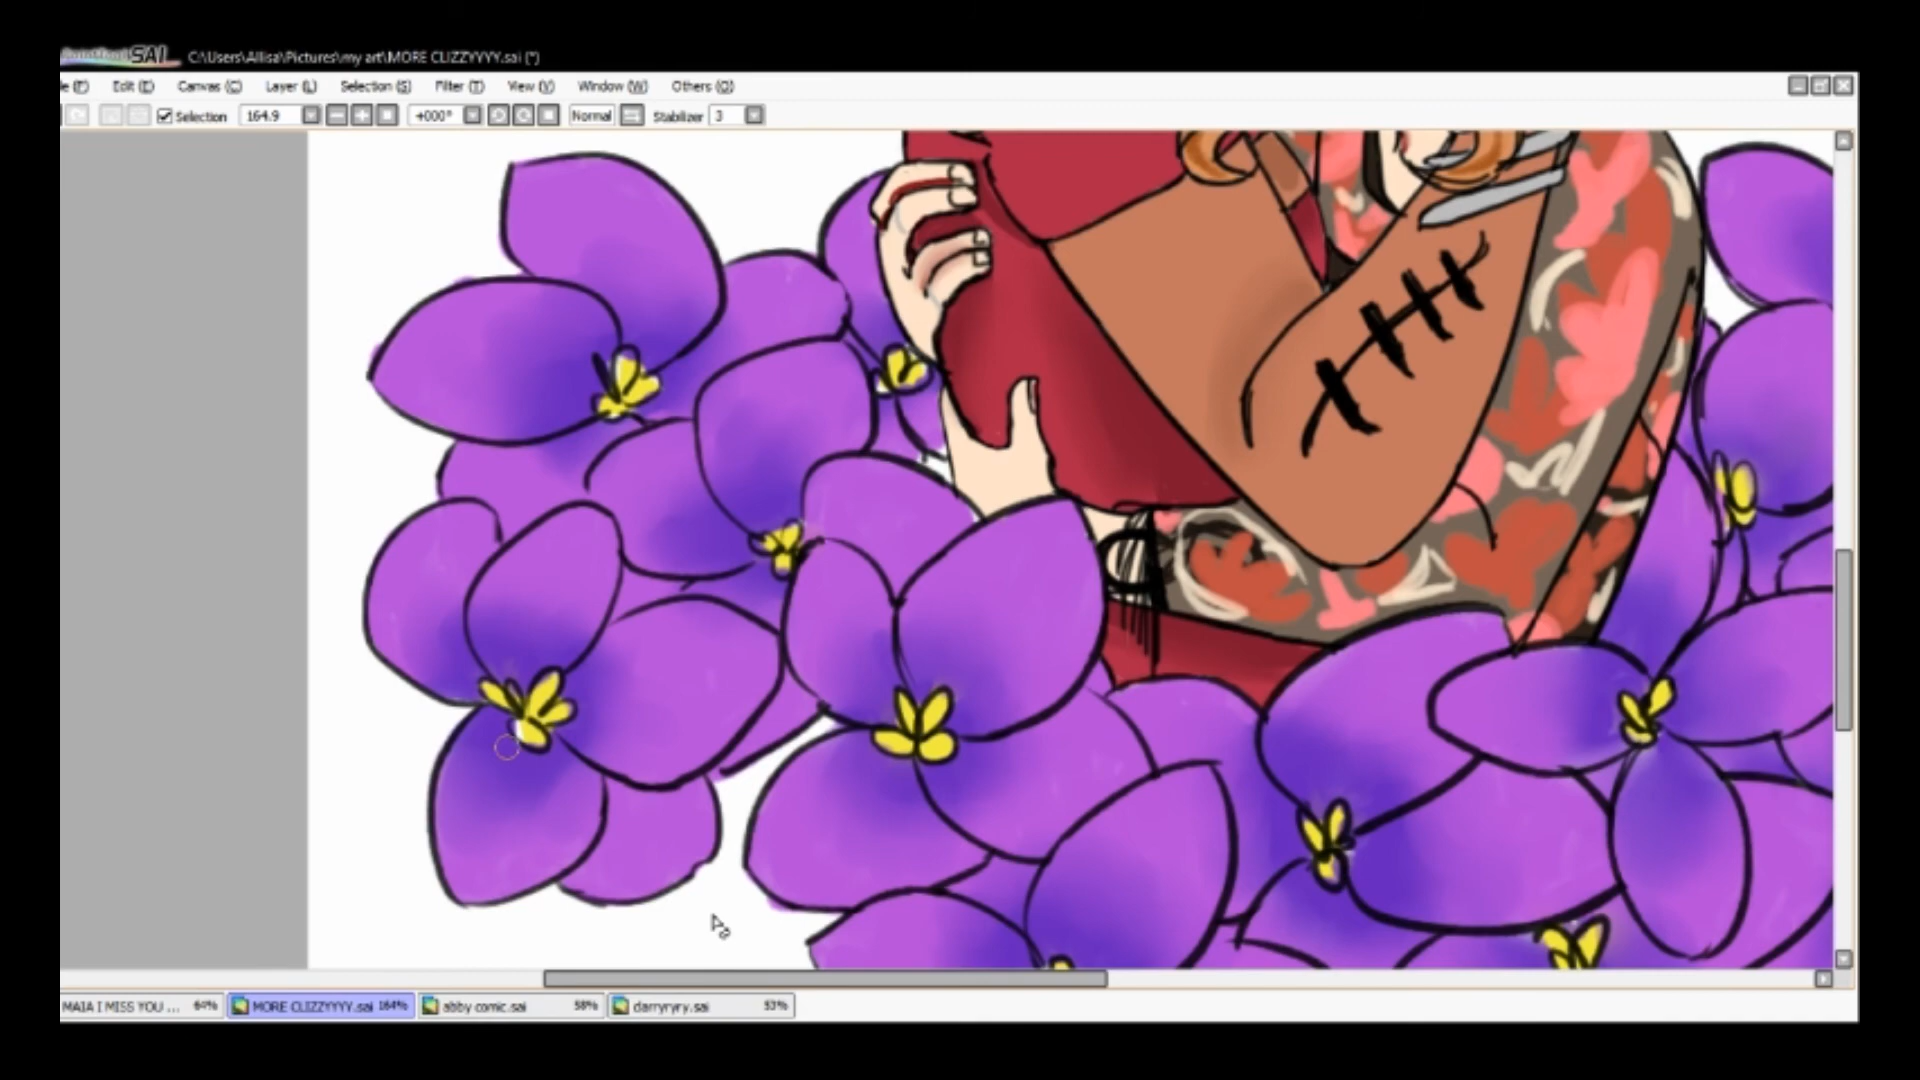 SAI C:\Users\Allisa\Pictures\my art\MORE CLIZZYYYY.sai (*)
le (F) Edit (E) Canvas (C) Layer (L) Selection (S) Filter (T) View (V) Window (W) Others (O)
Selection 164.9 +000° Normal Stabilizer 3
MAIA I MISS YOU ... 64% MORE CLIZZYYYY.sai 164% abby comic.sai 58% darryryry.sai 53%